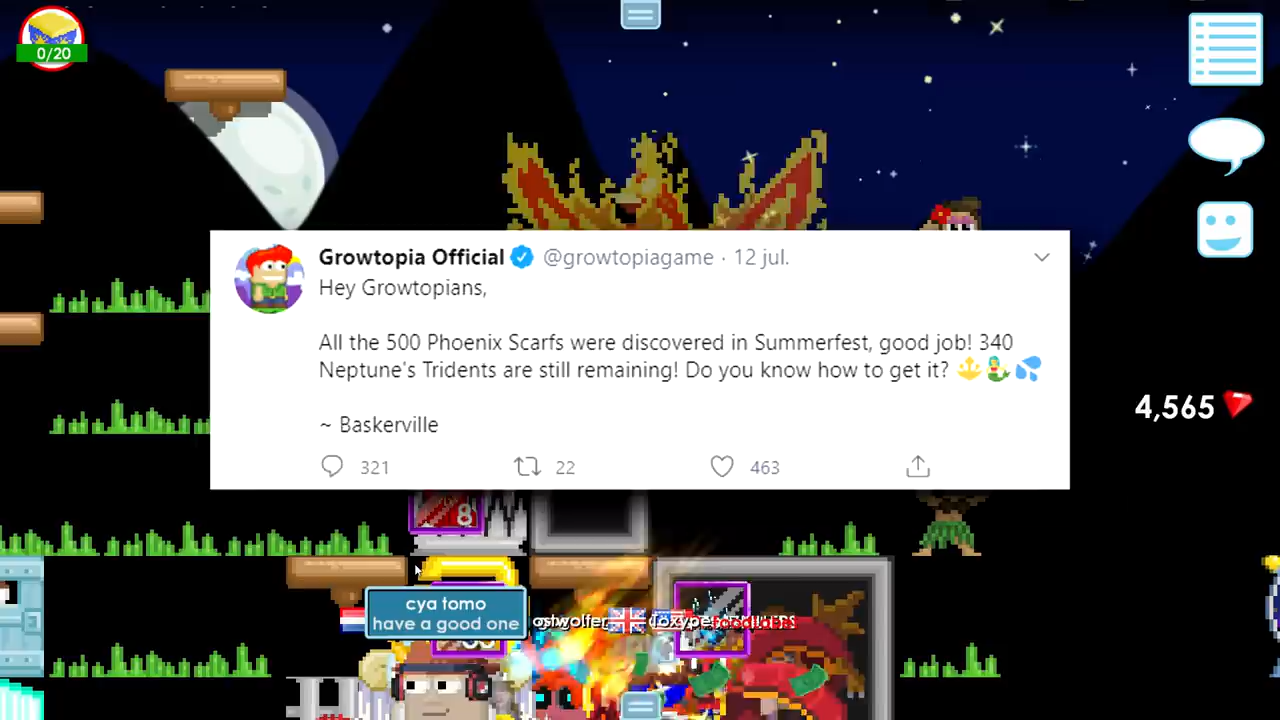 0/20
Growtopia Official @growtopiagame · 12 jul.
Hey Growtopians,
All the 500 Phoenix Scarfs were discovered in Summerfest, good job! 340
Neptune's Tridents are still remaining! Do you know how to get it? 🔱🧜‍♀️💦
~ Baskerville
321 22 463
4,565
8
cya tomo
have a good one